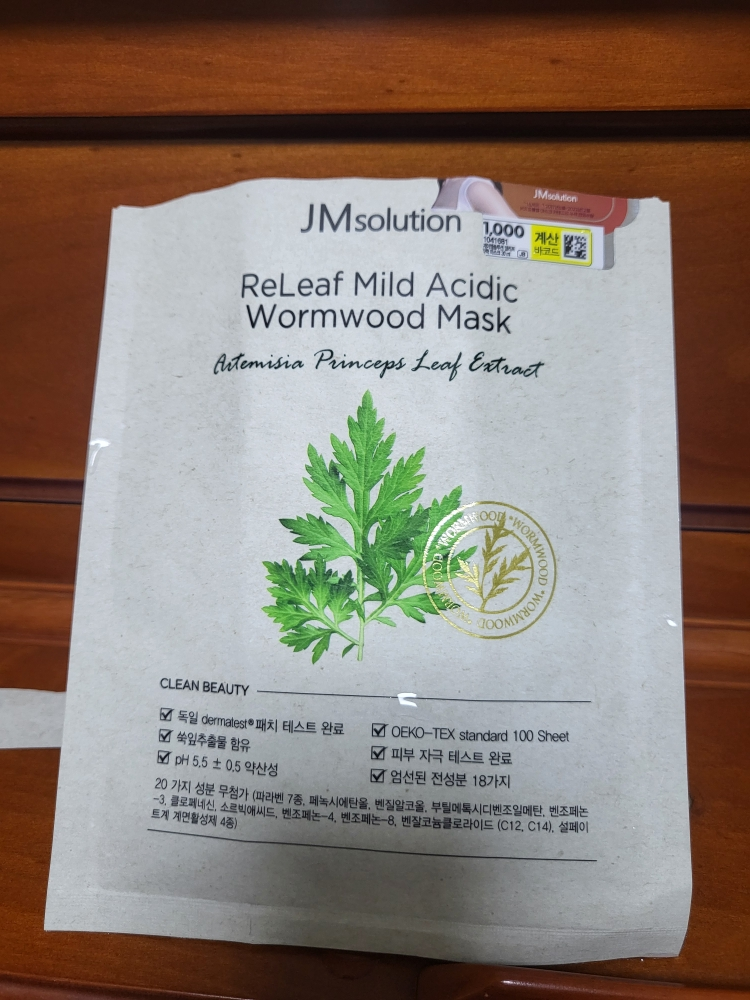 JMsolution
JMsolution
1,000
1041681
계산
바코드
ReLeaf Mild Acidic
Wormwood Mask
Artemisia Princeps Leaf Extract
WORMWOOD * WORMWOOD * WORMWOOD * WORMWOOD
CLEAN BEAUTY
독일 dermatest® 패치 테스트 완료
쑥잎추출물 함유
pH 5.5 ± 0.5 약산성
OEKO-TEX standard 100 Sheet
피부 자극 테스트 완료
엄선된 전성분 18가지
20 가지 성분 무첨가 (파라벤 7종, 페녹시에탄올, 벤질알코올, 부틸메톡시디벤조일메탄, 벤조페논
-3, 클로페네신, 소르빅애씨드, 벤조페논-4, 벤조페논-8, 벤잘코늄클로라이드 (C12, C14), 설페이
트계 계면활성제 4종)